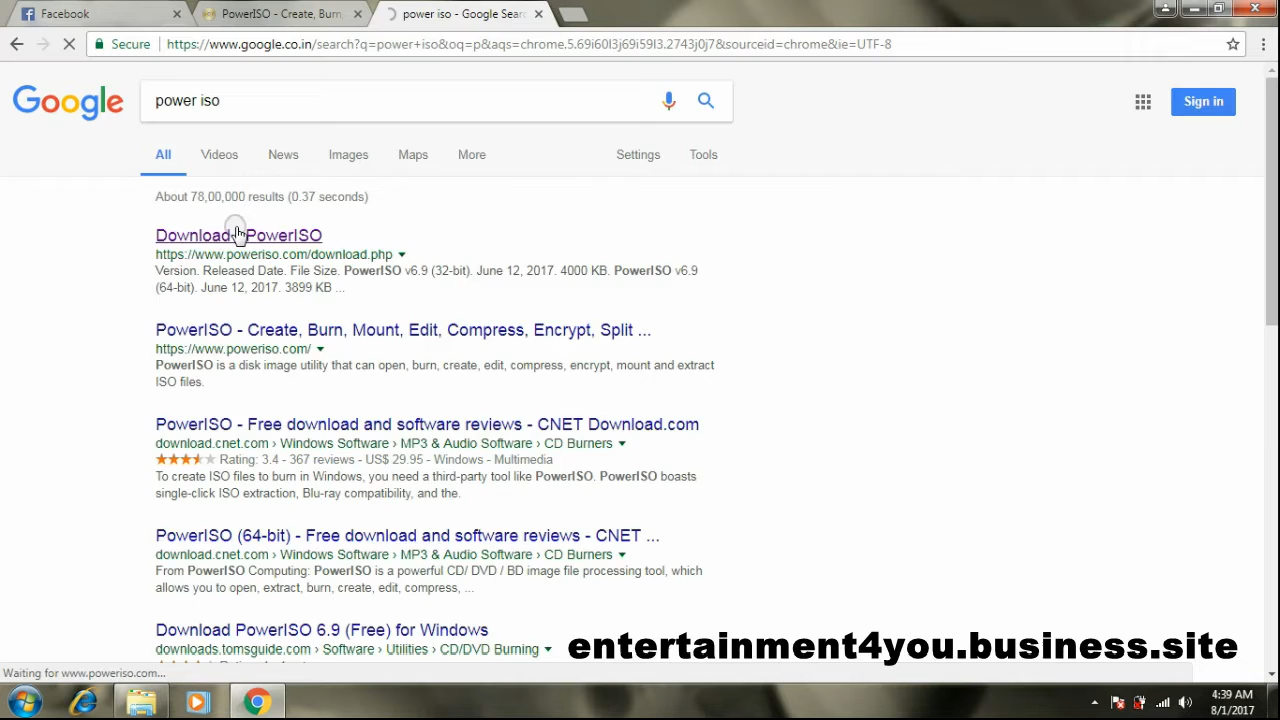 Facebook
PowerISO - Create, Burn,
power iso - Google Sear
Secure
https://www.google.co.in/search?q=power+iso&oq=p&aqs=chrome.5.69i60l3j69i59l3.2743j0j7&sourceid=chrome&ie=UTF-8
Google
power iso
Sign in
All
Videos
News
Images
Maps
More
Settings
Tools
About 78,00,000 results (0.37 seconds)
Download - PowerISO
https://www.poweriso.com/download.php
Version. Released Date. File Size. PowerISO v6.9 (32-bit). June 12, 2017. 4000 KB. PowerISO v6.9
(64-bit). June 12, 2017. 3899 KB ...
PowerISO - Create, Burn, Mount, Edit, Compress, Encrypt, Split ...
https://www.poweriso.com/
PowerISO is a disk image utility that can open, burn, create, edit, compress, encrypt, mount and extract
ISO files.
PowerISO - Free download and software reviews - CNET Download.com
download.cnet.com › Windows Software › MP3 & Audio Software › CD Burners
Rating: 3.4 - 367 reviews - US$ 29.95 - Windows - Multimedia
To create ISO files to burn in Windows, you need a third-party tool like PowerISO. PowerISO boasts
single-click ISO extraction, Blu-ray compatibility, and the.
PowerISO (64-bit) - Free download and software reviews - CNET ...
download.cnet.com › Windows Software › MP3 & Audio Software › CD Burners
From PowerISO Computing: PowerISO is a powerful CD/ DVD / BD image file processing tool, which
allows you to open, extract, burn, create, edit, compress, ...
Download PowerISO 6.9 (Free) for Windows
downloads.tomsguide.com › Software › Utilities › CD/DVD Burning
entertainment4you.business.site
Waiting for www.poweriso.com...
4:39 AM
8/1/2017